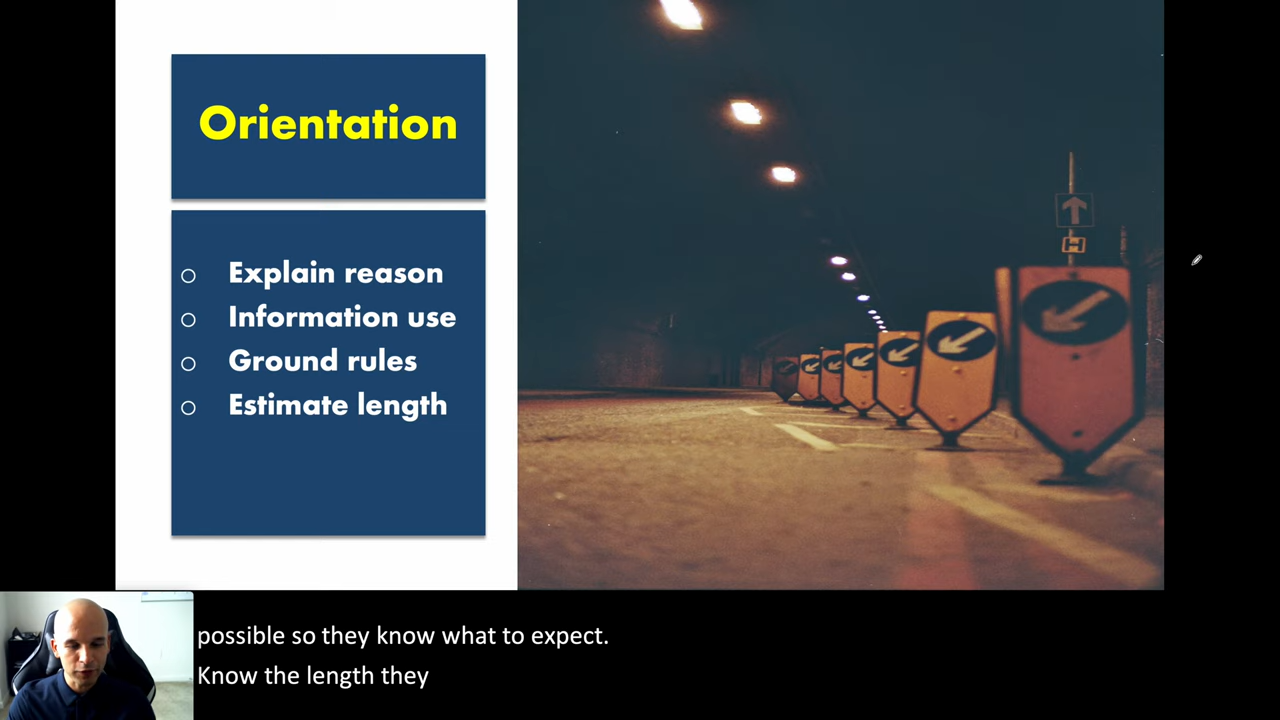 Orientation
Explain reason
Information use
Ground rules
Estimate length
H
possible so they know what to expect.
Know the length they